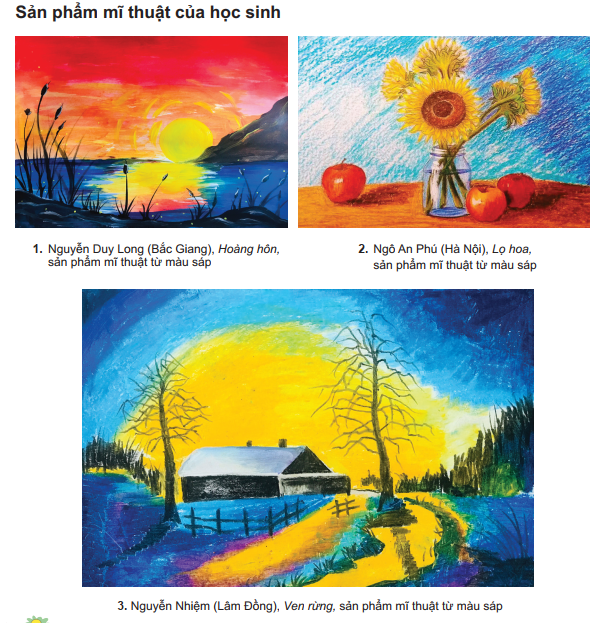 Sản phẩm mĩ thuật của học sinh
1. Nguyễn Duy Long (Bắc Giang), Hoàng hôn,
sản phẩm mĩ thuật từ màu sáp
2. Ngô An Phú (Hà Nội), Lọ hoa,
sản phẩm mĩ thuật từ màu sáp
3. Nguyễn Nhiệm (Lâm Đồng), Ven rừng, sản phẩm mĩ thuật từ màu sáp